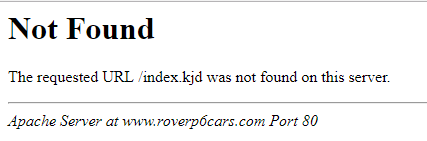 Not Found
The requested URL /index.kjd was not found on this server.
Apache Server at www.roverp6cars.com Port 80